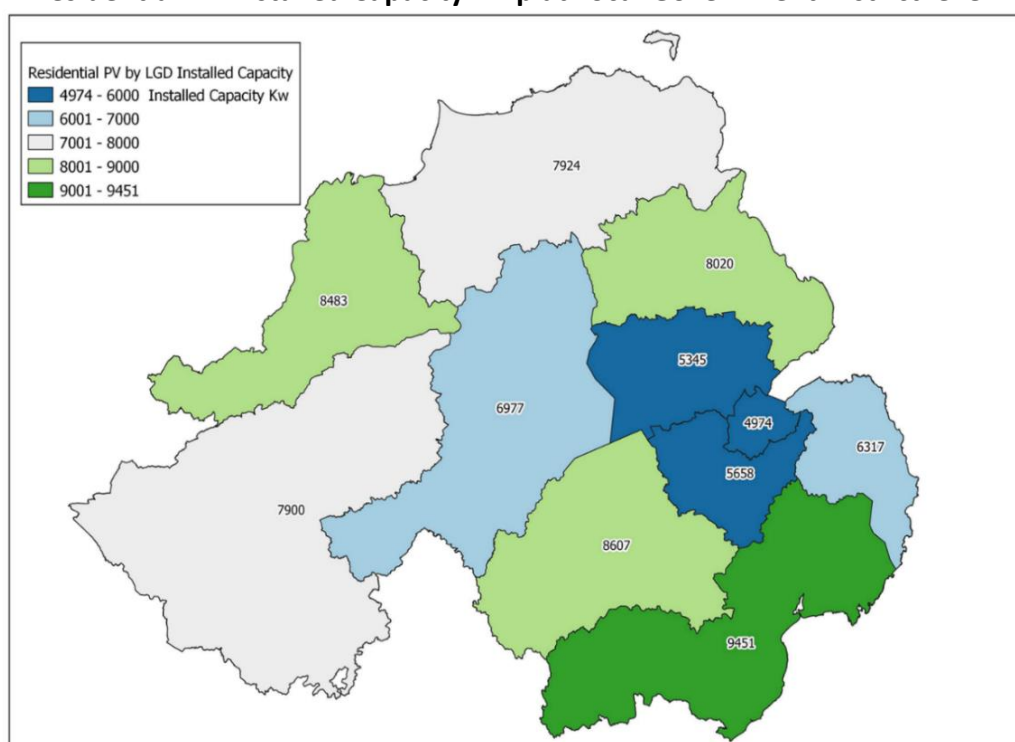 Capacity
Residential PV by LGD Installed Capacity
4974 - 6000 Installed Capacity Kw
6001 - 7000
7001 - 8000
8001 - 9000
9001 - 9451
7924
8020
8483
5345
6977
4974
6317
5658
7900
8607
9451